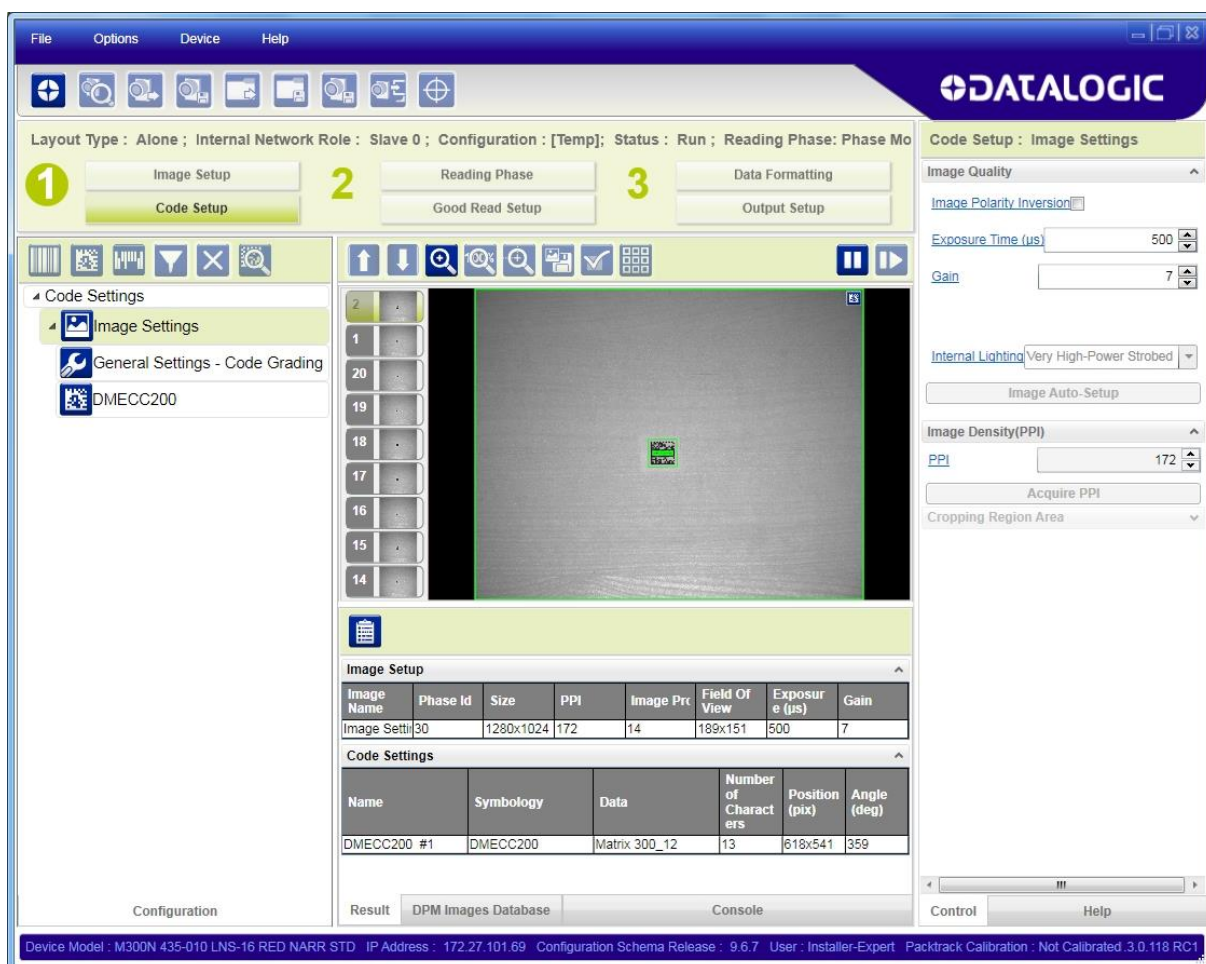 File Options Device Help
DATALOGIC
Layout Type : Alone ; Internal Network Role : Slave 0 ; Configuration : [Temp]; Status : Run ; Reading Phase: Phase Mo
1 Image Setup 2 Reading Phase 3 Data Formatting
Code Setup Good Read Setup Output Setup
Code Settings
Image Settings
General Settings - Code Grading
DMECC200
100%
2
1
20
19
18
17
16
15
14
Image Setup
Image Name Phase Id Size PPI Image Prc Field Of View Exposur e (µs) Gain
Image Settin 30 1280x1024 172 14 189x151 500 7
Code Settings
Name Symbology Data Number of Charact ers Position (pix) Angle (deg)
DMECC200 #1 DMECC200 Matrix 300_12 13 618x541 359
Configuration
Result DPM Images Database Console
Code Setup : Image Settings
Image Quality
Image Polarity Inversion
Exposure Time (µs) 500
Gain 7
Internal Lighting Very High-Power Strobed
Image Auto-Setup
Image Density(PPI)
PPI 172
Acquire PPI
Cropping Region Area
Control Help
Device Model : M300N 435-010 LNS-16 RED NARR STD IP Address : 172.27.101.69 Configuration Schema Release : 9.6.7 User : Installer-Expert Packtrack Calibration : Not Calibrated .3.0.118 RC1